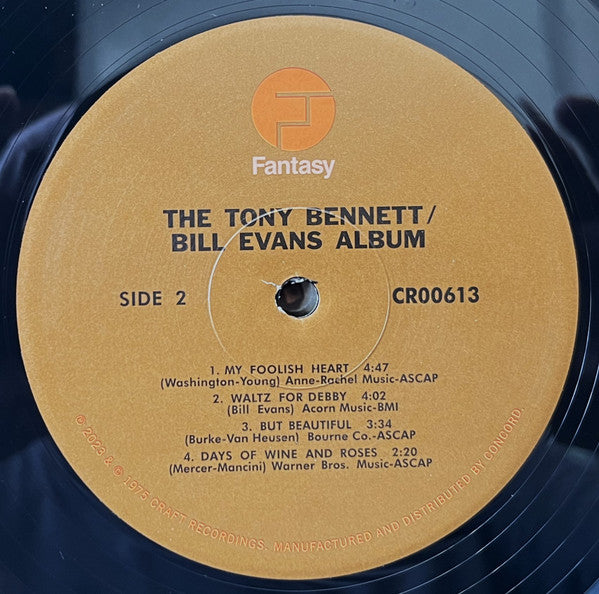 Fantasy
THE TONY BENNETT/
BILL EVANS ALBUM
SIDE 2
CR00613
1. MY FOOLISH HEART 4:47
(Washington-Young) Anne-Rachel Music-ASCAP
2. WALTZ FOR DEBBY 4:02
(Bill Evans) Acorn Music-BMI
3. BUT BEAUTIFUL 3:34
(Burke-Van Heusen) Bourne Co.-ASCAP
4. DAYS OF WINE AND ROSES 2:20
(Mercer-Mancini) Warner Bros. Music-ASCAP
© 2023 & ℗ 1975 CRAFT RECORDINGS. MANUFACTURED AND DISTRIBUTED BY CONCORD.